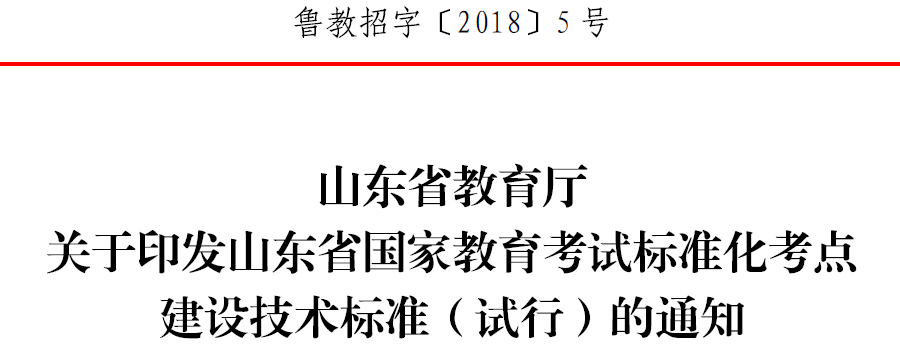 鲁教招字〔2018〕5 号
山东省教育厅
关于印发山东省国家教育考试标准化考点
建设技术标准（试行）的通知